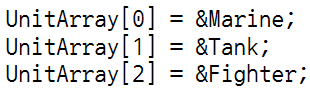 UnitArray[0] = &Marine;
UnitArray[1] = &Tank;
UnitArray[2] = &Fighter;